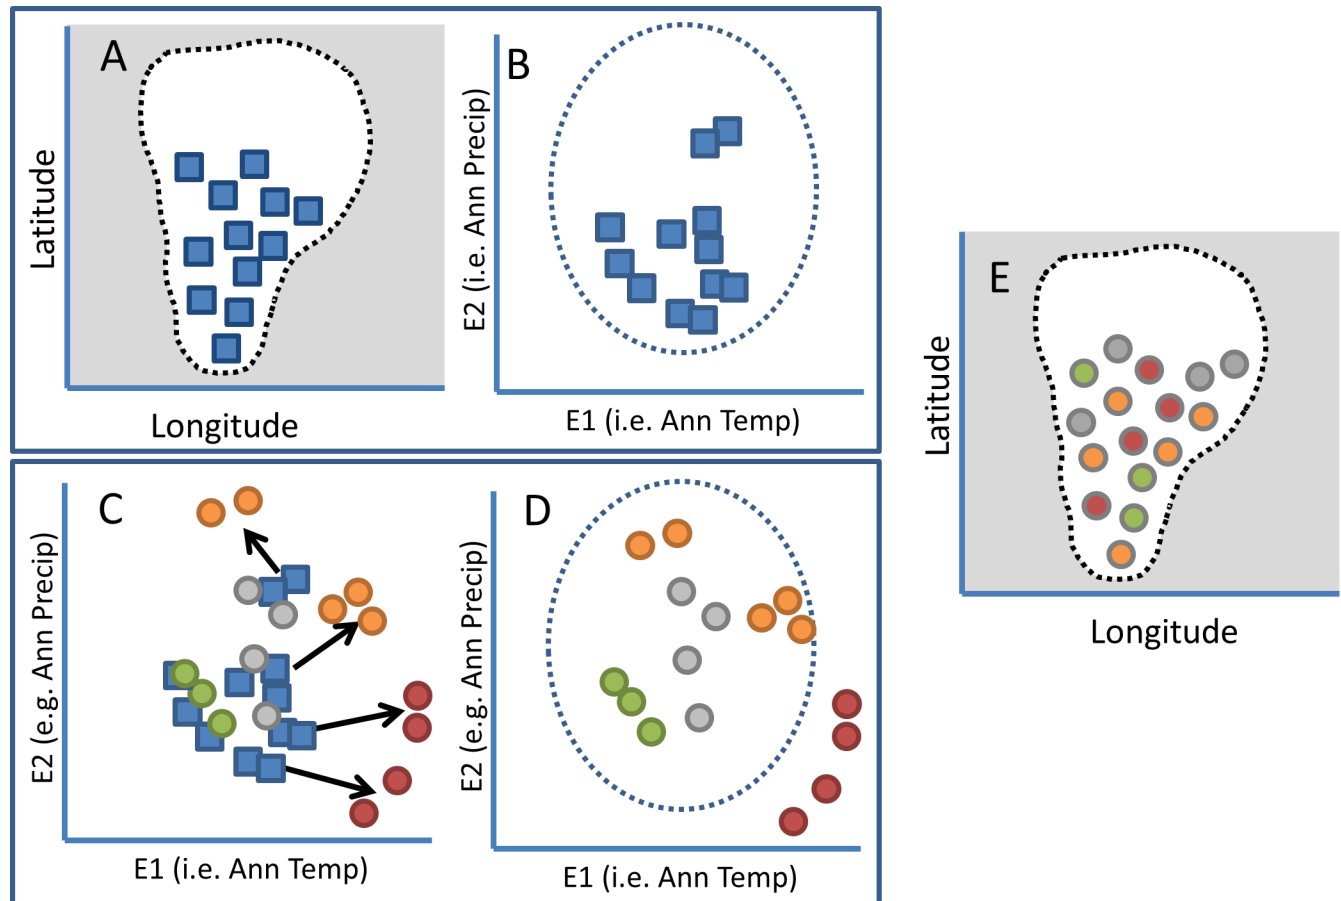 A
Latitude
Longitude
B
E2 (i.e. Ann Precip)
E1 (i.e. Ann Temp)
C
E2 (e.g. Ann Precip)
E1 (i.e. Ann Temp)
D
E2 (e.g. Ann Precip)
E1 (i.e. Ann Temp)
E
Latitude
Longitude